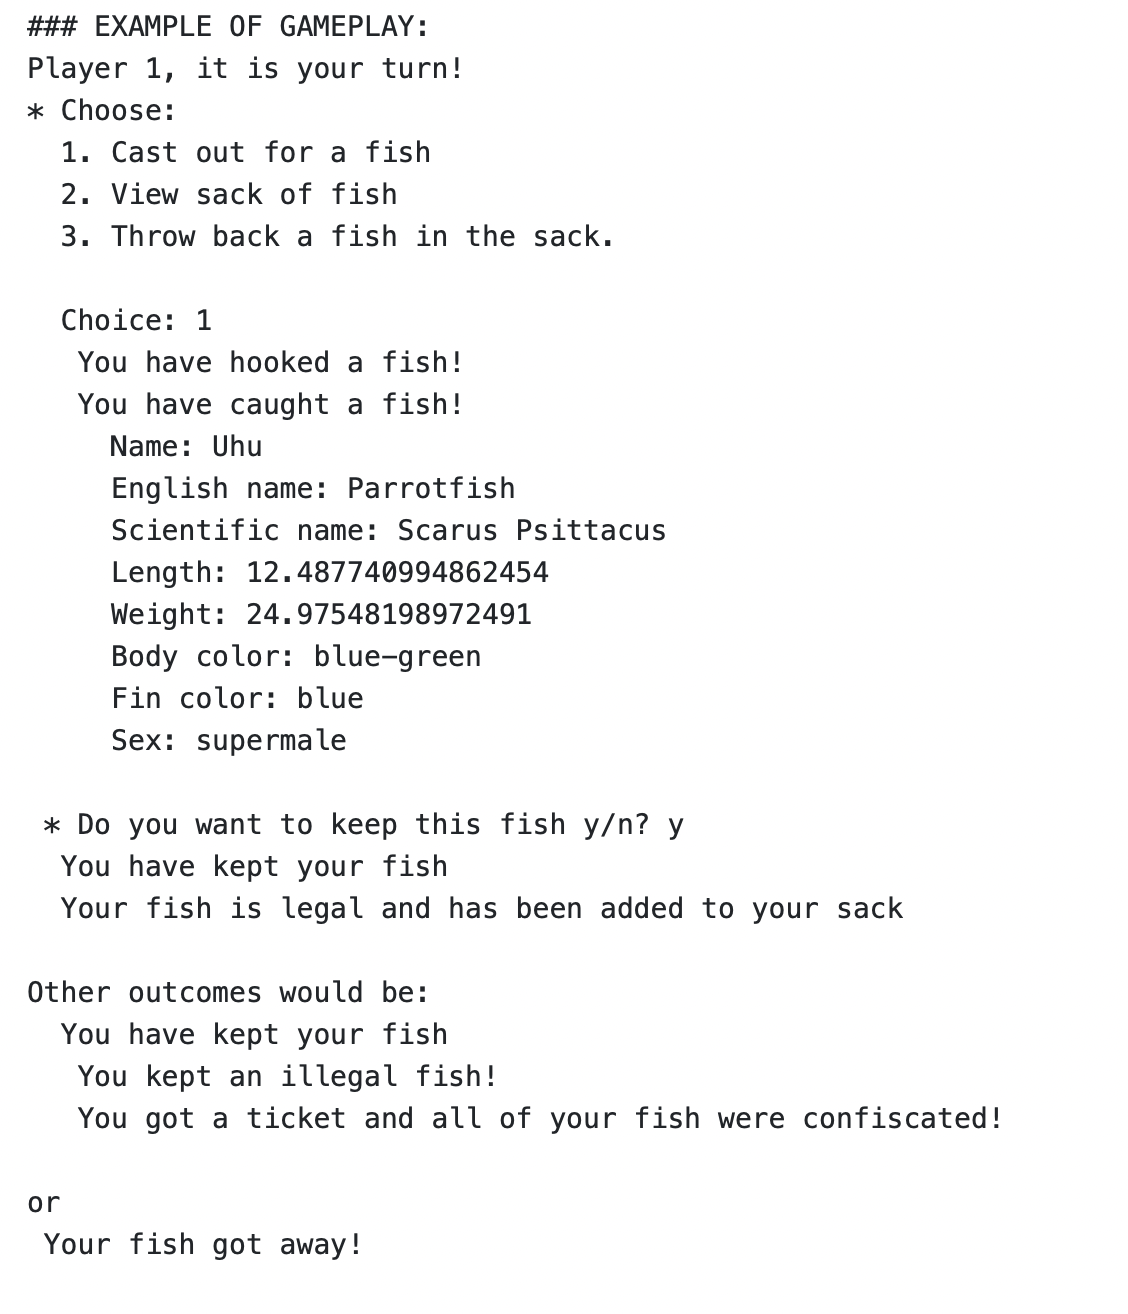 ### EXAMPLE OF GAMEPLAY:
Player 1, it is your turn!
* Choose:
  1. Cast out for a fish
  2. View sack of fish
  3. Throw back a fish in the sack.

  Choice: 1
   You have hooked a fish!
   You have caught a fish!
     Name: Uhu
     English name: Parrotfish
     Scientific name: Scarus Psittacus
     Length: 12.487740994862454
     Weight: 24.97548198972491
     Body color: blue-green
     Fin color: blue
     Sex: supermale

 * Do you want to keep this fish y/n? y
  You have kept your fish
  Your fish is legal and has been added to your sack

Other outcomes would be:
  You have kept your fish
   You kept an illegal fish!
   You got a ticket and all of your fish were confiscated!

or
 Your fish got away!